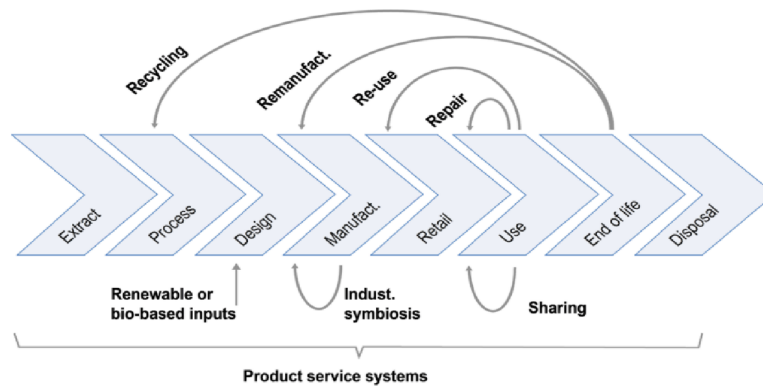 Recycling
Remanufact.
Re-use
Repair
Extract
Process
Design
Manufact.
Retail
Use
End of life
Disposal
Renewable or
bio-based inputs
Indust.
symbiosis
Sharing
Product service systems